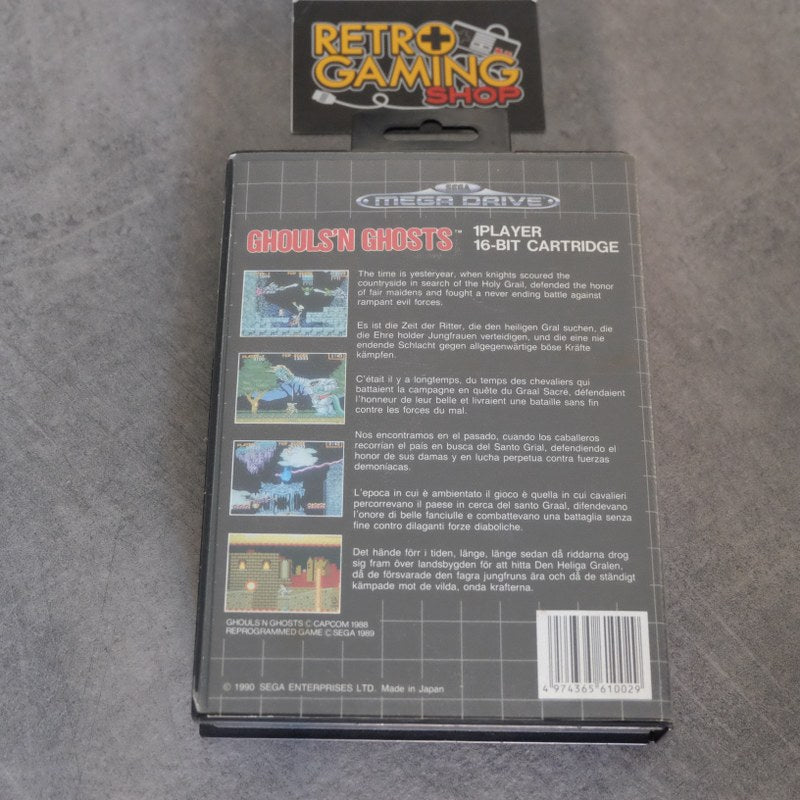 RETRO
GAMING
SHOP
SEGA
MEGA DRIVE
GHOULS'N GHOSTS™ 1PLAYER
16-BIT CARTRIDGE
The time is yesteryear, when knights scoured the
countryside in search of the Holy Grail, defended the honor
of fair maidens and fought a never ending battle against
rampant evil forces.
Es ist die Zeit der Ritter, die den heiligen Gral suchen, die
die Ehre holder Jungfrauen verteidigen, und die eine nie
endende Schlacht gegen allgegenwärtige böse Kräfte
kämpfen.
C'était il y a longtemps, du temps des chevaliers qui
battaient la campagne en quête du Graal Sacré, défendaient
l'honneur de leur belle et livraient une bataille sans fin
contre les forces du mal.
Nos encontramos en el pasado, cuando los caballeros
recorrían el país en busca del Santo Grial, defendiendo el
honor de sus damas y en lucha perpetua contra fuerzas
demoníacas.
L'epoca in cui è ambientato il gioco è quella in cui cavalieri
percorrevano il paese in cerca del santo Graal, difendevano
l'onore di belle fanciulle e combattevano una battaglia senza
fine contro dilaganti forze diaboliche.
Det hände förr i tiden, länge, länge sedan då riddarna drog
sig fram över landsbygden för att hitta Den Heliga Gralen,
då de försvarade den fagra jungfruns ära och då de ständigt
kämpade mot de vilda, onda krafterna.
GHOULS'N GHOSTS © CAPCOM 1988
REPROGRAMMED GAME © SEGA 1989
© 1990 SEGA ENTERPRISES LTD. Made in Japan
4 974365 610029